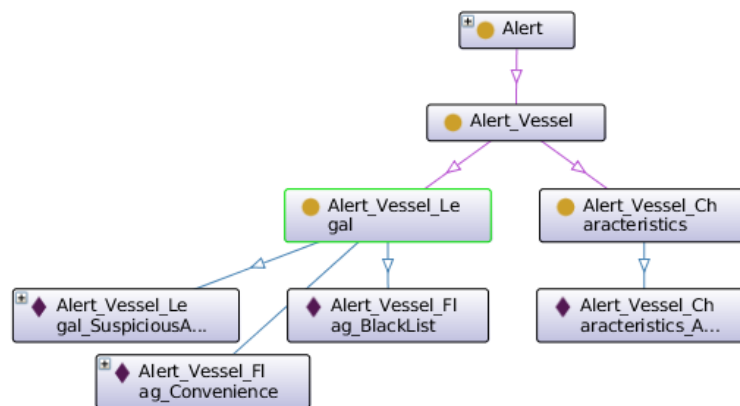 Alert
Alert_Vessel
Alert_Vessel_Le
gal
Alert_Vessel_Ch
aracteristics
Alert_Vessel_Le
gal_SuspiciousA...
Alert_Vessel_Fl
ag_BlackList
Alert_Vessel_Ch
aracteristics_A...
Alert_Vessel_Fl
ag_Convenience